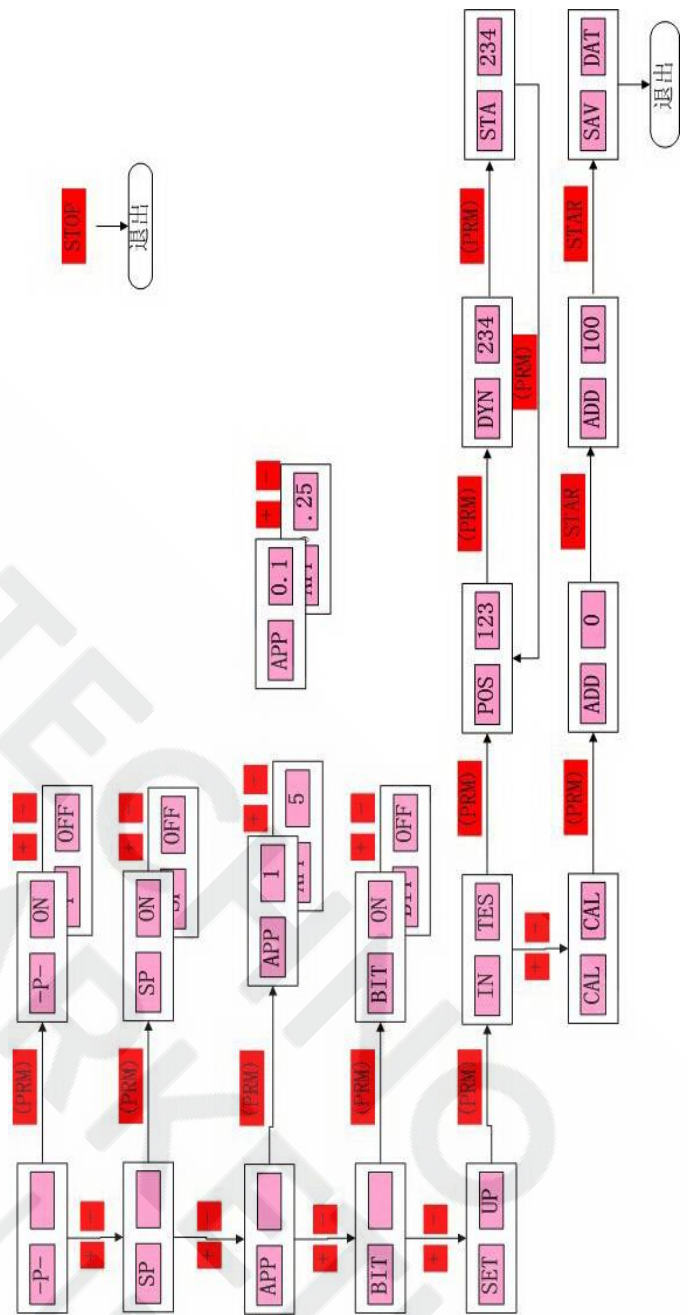 -P-
(PRM)
-P- ON
+ -
OFF
+ -
SP
(PRM)
SP ON
+ -
OFF
STOP
退出
+ -
APP
(PRM)
APP 1
+ -
5
APP 0.1
+ -
.25
+ -
BIT
(PRM)
BIT ON
+ -
OFF
+ -
SET UP
(PRM)
IN TES
(PRM)
POS 123
(PRM)
DYN 234
(PRM)
STA 234
(PRM)
+ -
CAL CAL
(PRM)
ADD 0
STAR
ADD 100
STAR
SAV DAT
退出
TECHNO